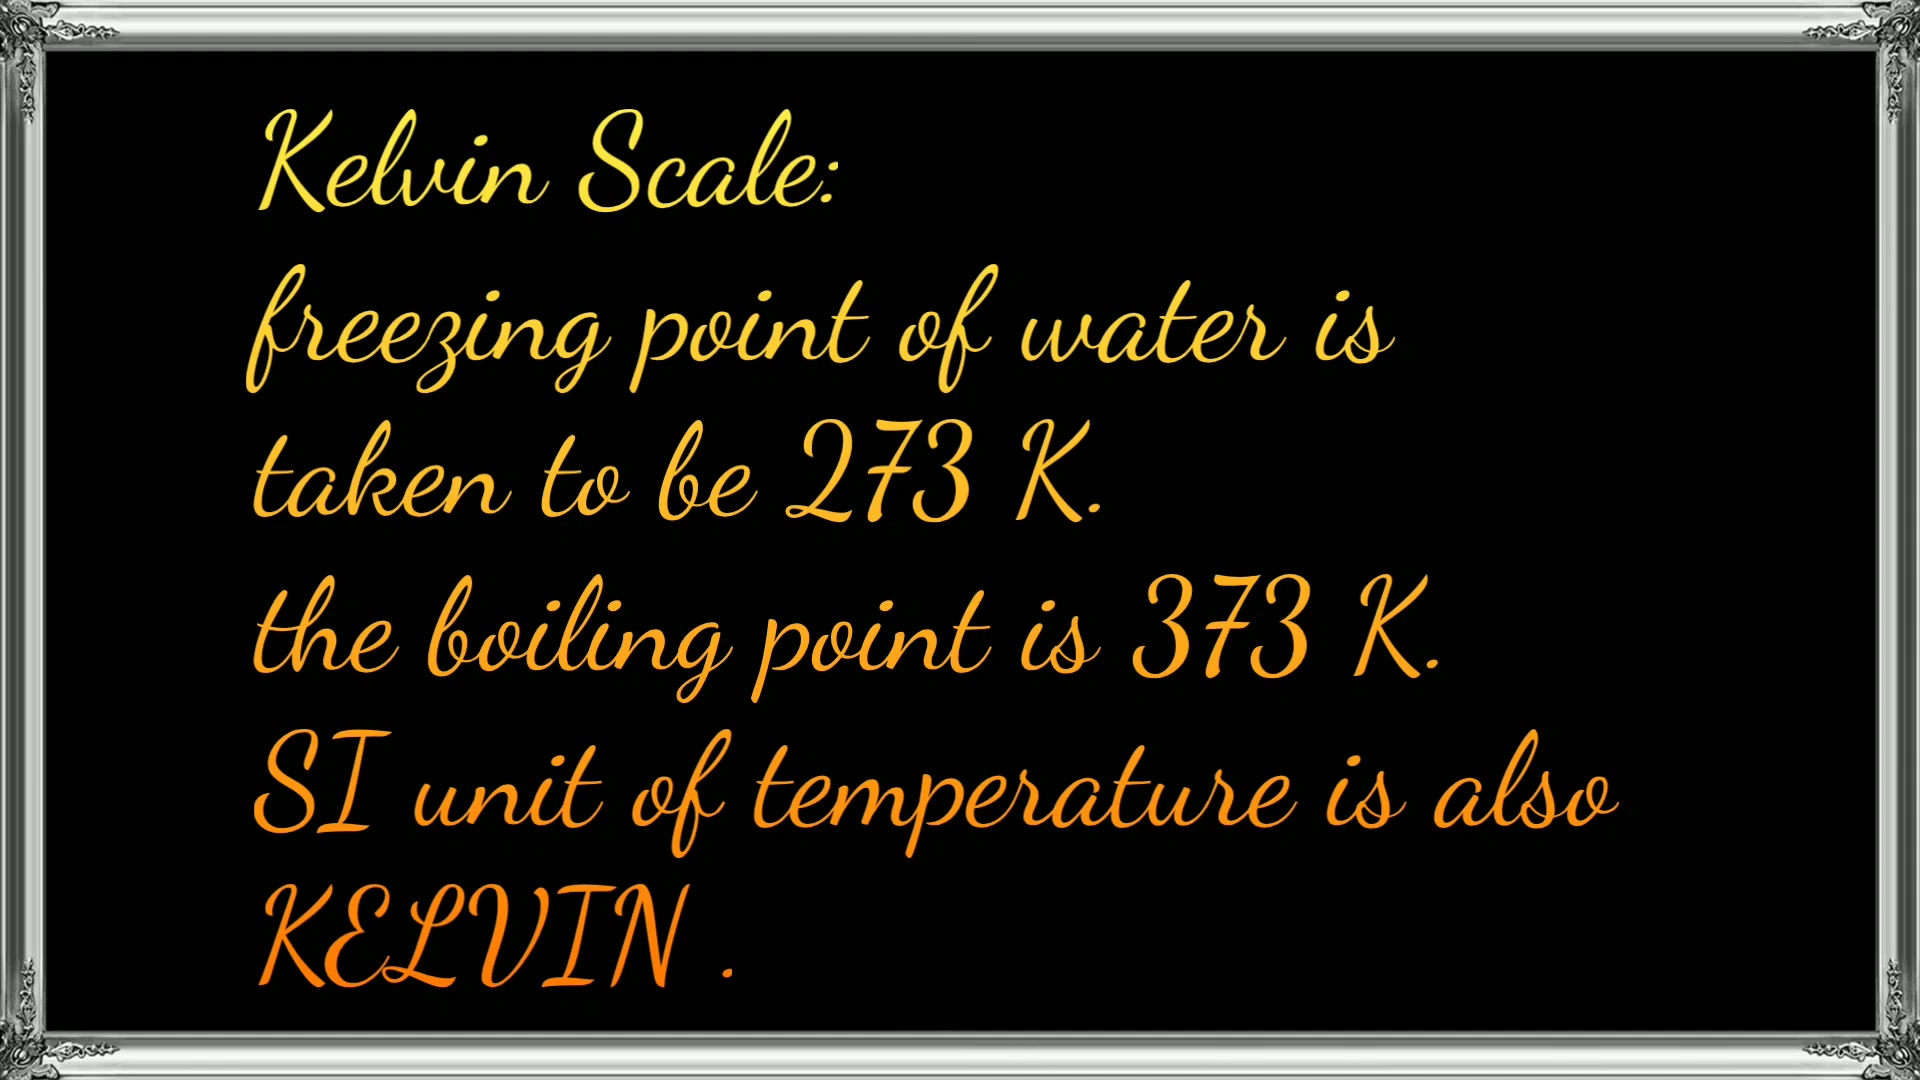 Kelvin Scale:
freezing point of water is
taken to be 273 K.
the boiling point is 373 K.
SI unit of temperature is also
KELVIN .